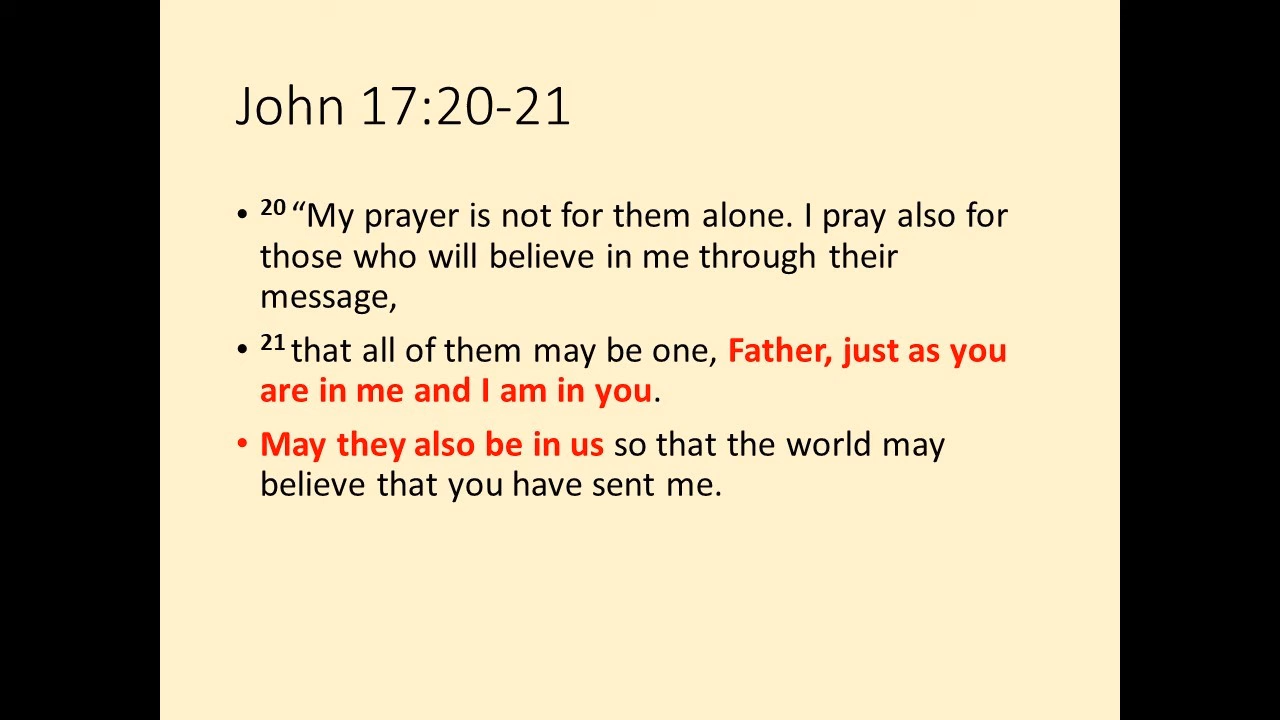 John 17:20-21
• 20 “My prayer is not for them alone. I pray also for
those who will believe in me through their
message,
• 21 that all of them may be one, Father, just as you
are in me and I am in you.
• May they also be in us so that the world may
believe that you have sent me.